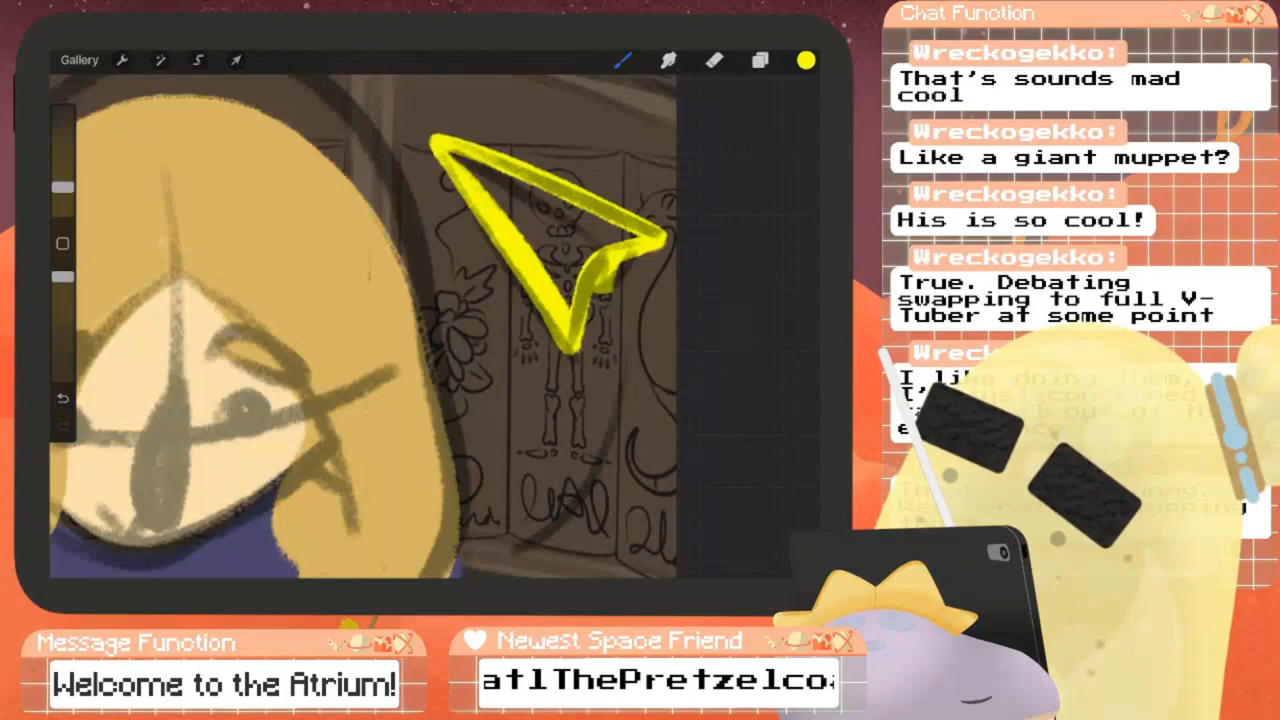 Chat Function
Wreckogekko:
That's sounds mad
cool
Wreckogekko:
Like a giant muppet?
Wreckogekko:
His is so cool!
Wreckogekko:
True. Debating
swapping to full V-
Tuber at some point
Gallery
Message Function
Welcome to the Atrium!
Newest Space Friend
atlThePretzelco